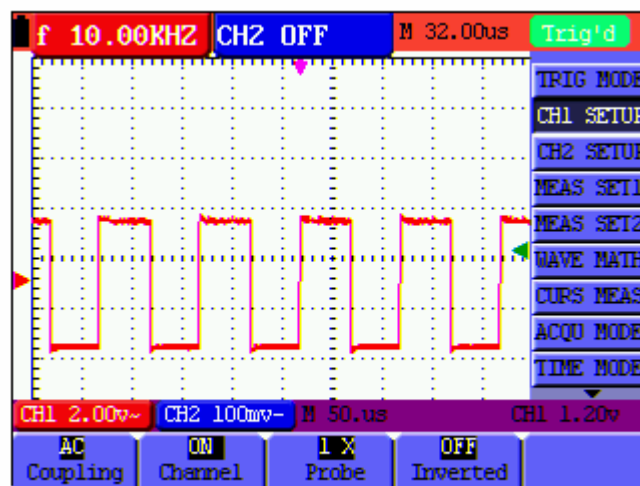 f 10.00KHZ CH2 OFF M 32.00us Trig'd
TRIG MODE
CH1 SETUP
CH2 SETUP
MEAS SET1
MEAS SET2
WAVE MATH
CURS MEAS
ACQU MODE
TIME MODE
CH1 2.00v~ CH2 100mv- M 50.us CH1 1.20v
AC ON 1 X OFF
Coupling Channel Probe Inverted